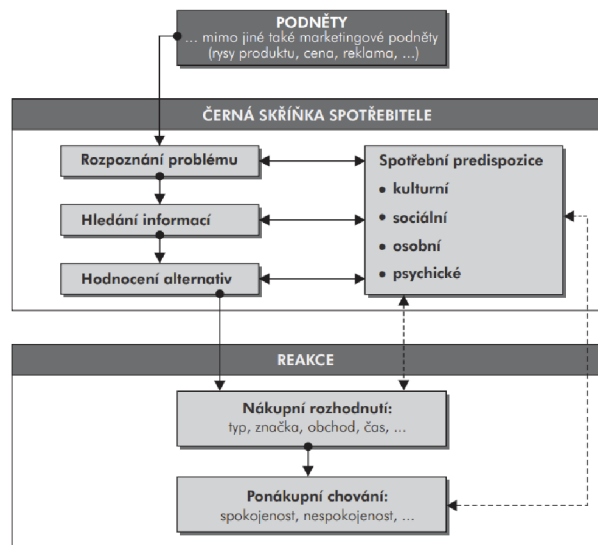 PODNĚTY
... mimo jiné také marketingové podněty
(rysy produktu, cena, reklama, ...)
ČERNÁ SKŘÍŇKA SPOTŘEBITELE
Rozpoznání problému
Hledání informací
Hodnocení alternativ
Spotřební predispozice
• kulturní
• sociální
• osobní
• psychické
REAKCE
Nákupní rozhodnutí:
typ, značka, obchod, čas, ...
Ponákupní chování:
spokojenost, nespokojenost, ...